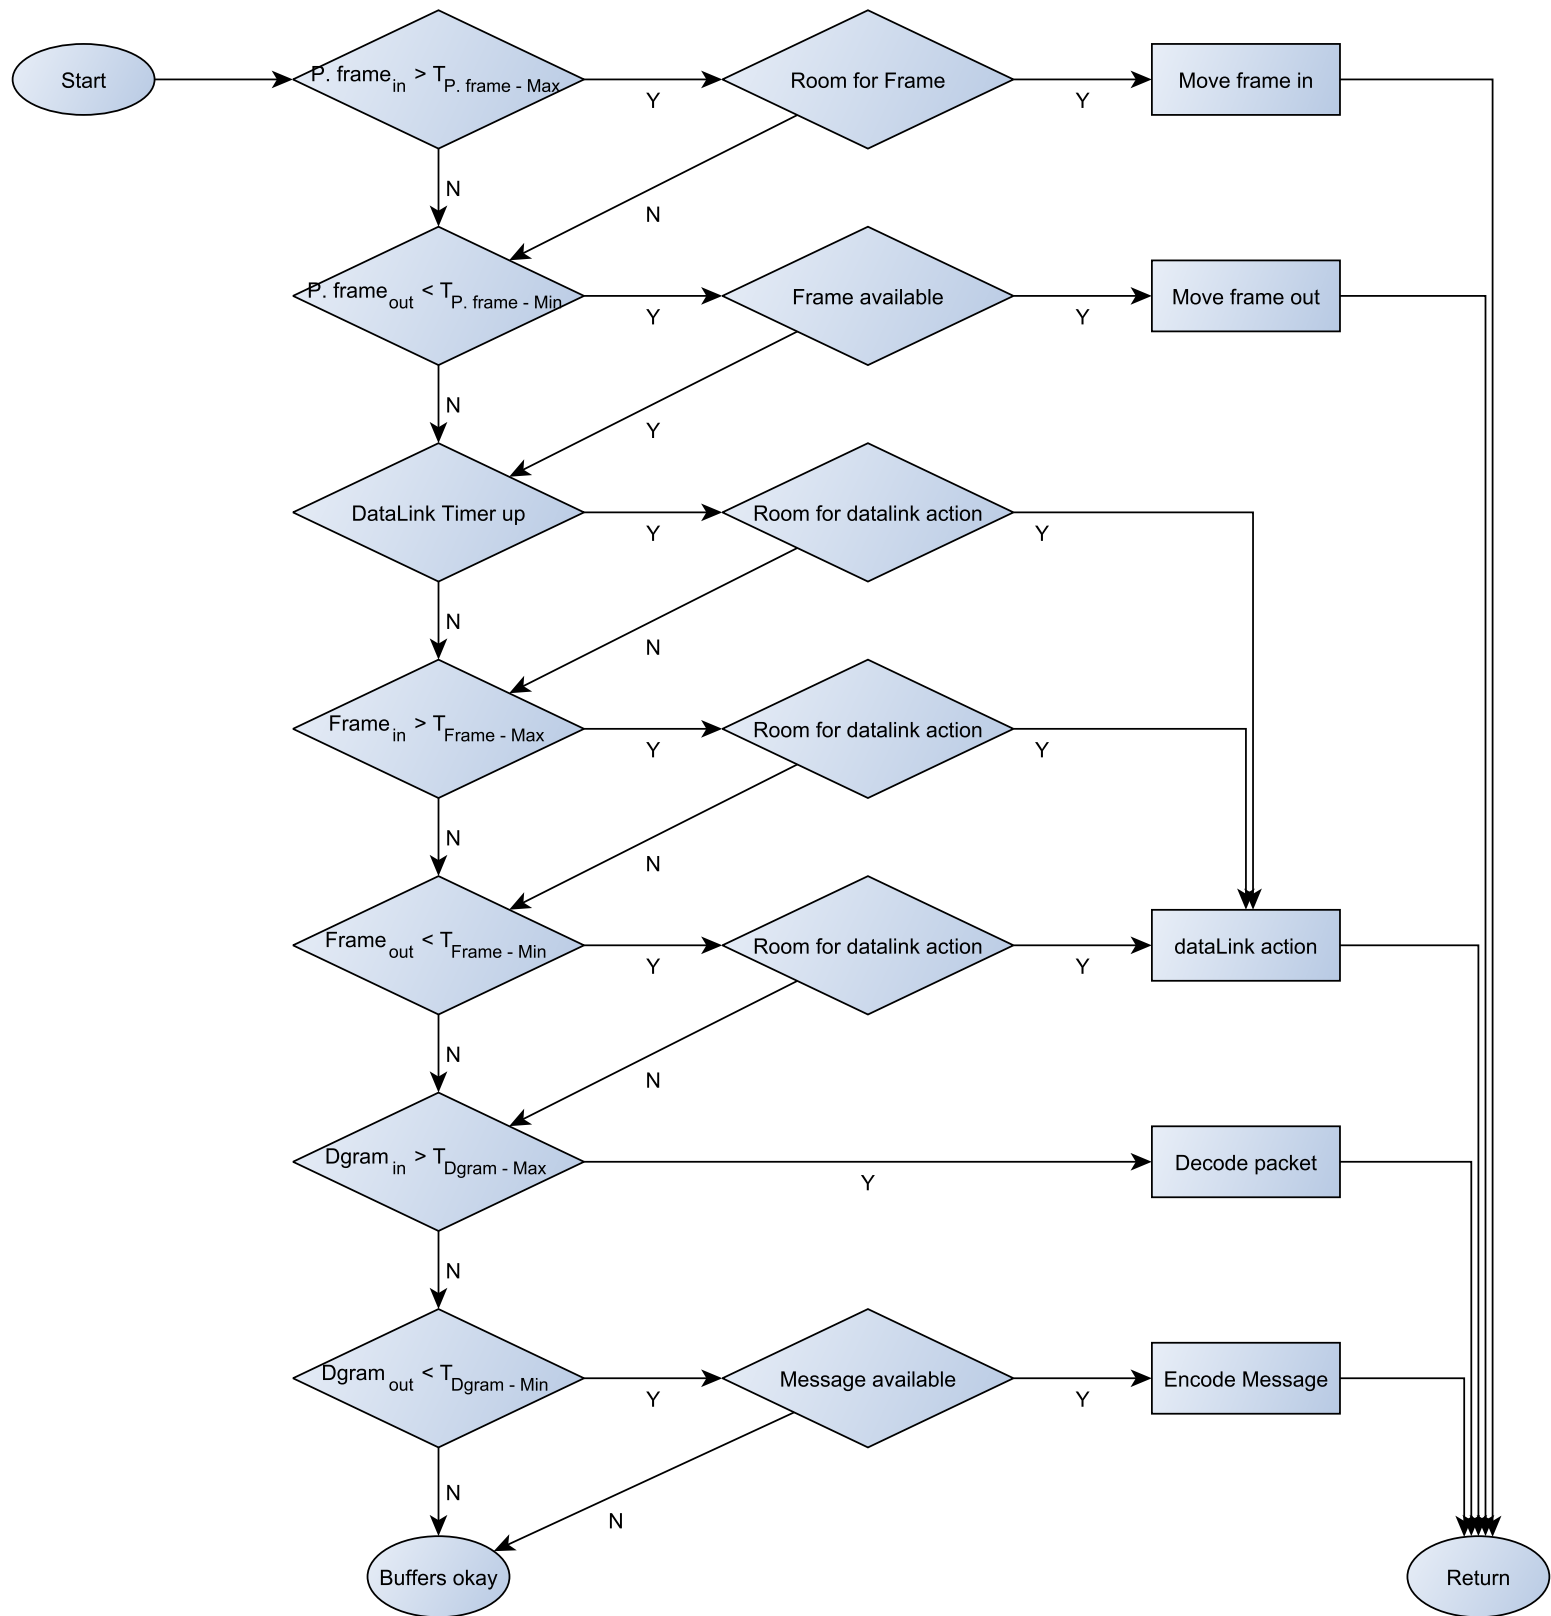 Start
P. frame in > T P. frame - Max
Y
Room for Frame
Y
Move frame in
N
N
P. frame out < T P. frame - Min
Y
Frame available
Y
Move frame out
N
Y
DataLink Timer up
Y
Room for datalink action
Y
N
N
Frame in > T Frame - Max
Y
Room for datalink action
Y
N
N
Frame out < T Frame - Min
Y
Room for datalink action
Y
dataLink action
N
N
Dgram in > T Dgram - Max
Y
Decode packet
N
Dgram out < T Dgram - Min
Y
Message available
Y
Encode Message
N
N
Buffers okay
Return